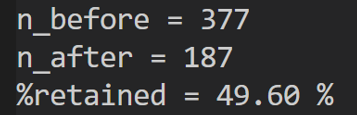 n_before = 377
n_after = 187
%retained = 49.60 %